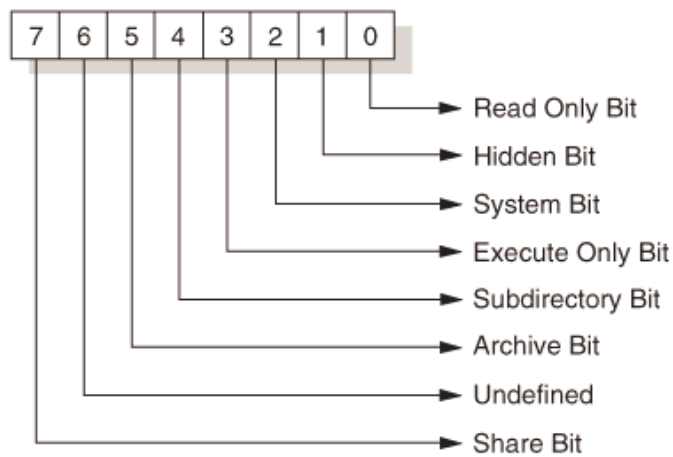 7 6 5 4 3 2 1 0
Read Only Bit
Hidden Bit
System Bit
Execute Only Bit
Subdirectory Bit
Archive Bit
Undefined
Share Bit